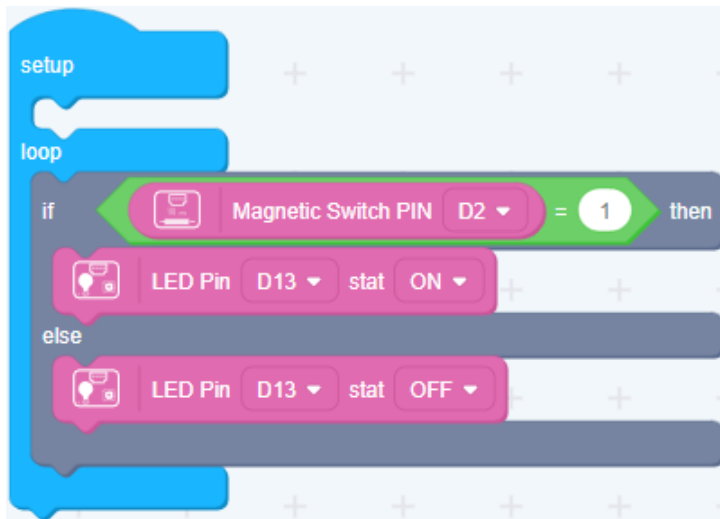 setup
loop
if Magnetic Switch PIN D2 = 1 then
LED Pin D13 stat ON
else
LED Pin D13 stat OFF